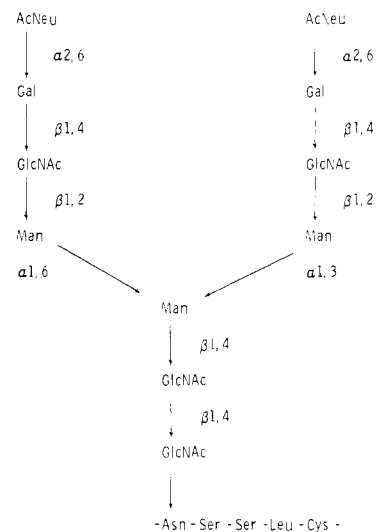 AcNeu AcNeu
α2, 6 α2, 6
Gal Gal
β1, 4 β1, 4
GlcNAc GlcNAc
β1, 2 β1, 2
Man Man
α1, 6 α1, 3
Man
β1, 4
GlcNAc
β1, 4
GlcNAc
-Asn - Ser - Ser -Leu - Cys -